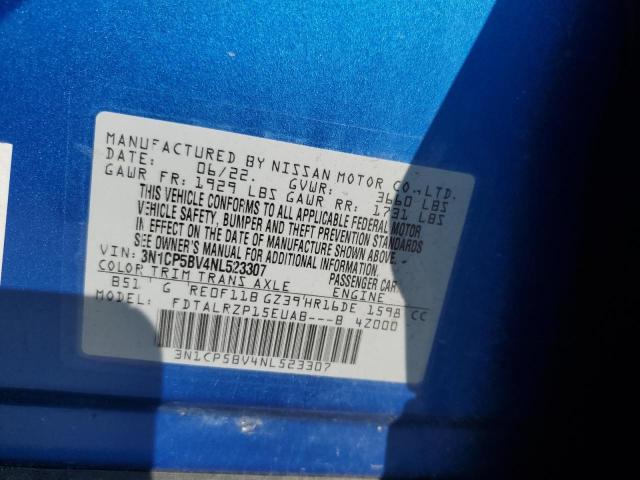 MANUFACTURED BY NISSAN MOTOR CO.,LTD.
DATE: 06/22. GVWR: 3660 LBS
GAWR FR: 1929 LBS GAWR RR: 1731 LBS
THIS VEHICLE CONFORMS TO ALL APPLICABLE FEDERAL MOTOR
VEHICLE SAFETY, BUMPER AND THEFT PREVENTION STANDARDS
IN EFFECT ON THE DATE OF MANUFACTURE SHOWN ABOVE.
SEE OWNER'S MANUAL FOR ADDITIONAL INFORMATION.
VIN: 3N1CP5BV4NL523307 PASSENGER CAR
COLOR TRIM TRANS AXLE ENGINE
B51 G RE0F11B GZ39 HR16DE 1598 CC
MODEL: FDTALRZP15EUAB---B 4Z000
3N1CP5BV4NL523307